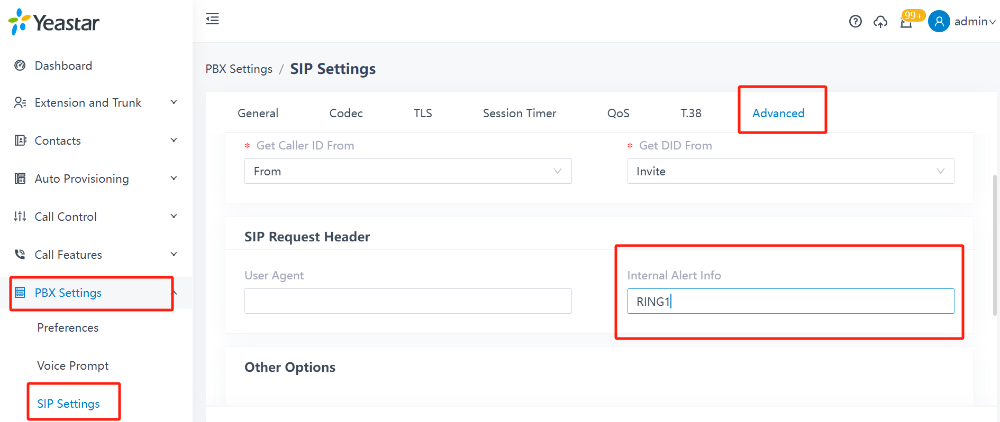 Yeastar
99+
admin
Dashboard
Extension and Trunk
Contacts
Auto Provisioning
Call Control
Call Features
PBX Settings
Preferences
Voice Prompt
SIP Settings
PBX Settings / SIP Settings
General Codec TLS Session Timer QoS T.38 Advanced
* Get Caller ID From
From
* Get DID From
Invite
SIP Request Header
User Agent
Internal Alert Info
RING1
Other Options